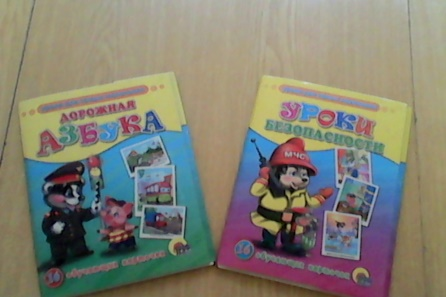 ДОРОЖНАЯ
АЗБУКА
16 обучающих карточек
УРОКИ
БЕЗОПАСНОСТИ
МЧС
16 обучающих карточек